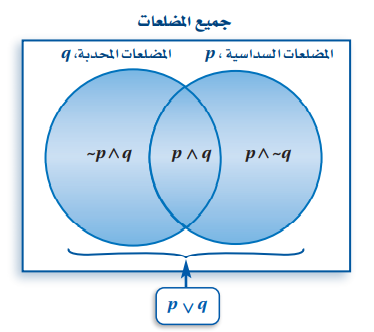 جميع المضلعات
المضلعات السداسية ، p
المضلعات المحدبة، q
~p ∧ q
p ∧ q
p ∧ ~q
p ∨ q